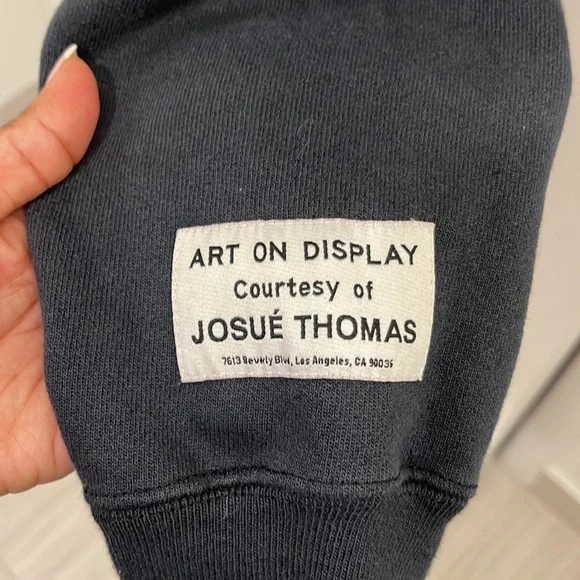 ART ON DISPLAY
Courtesy of
JOSUÉ THOMAS
7613 Beverly Blvd, Los Angeles, CA 90036